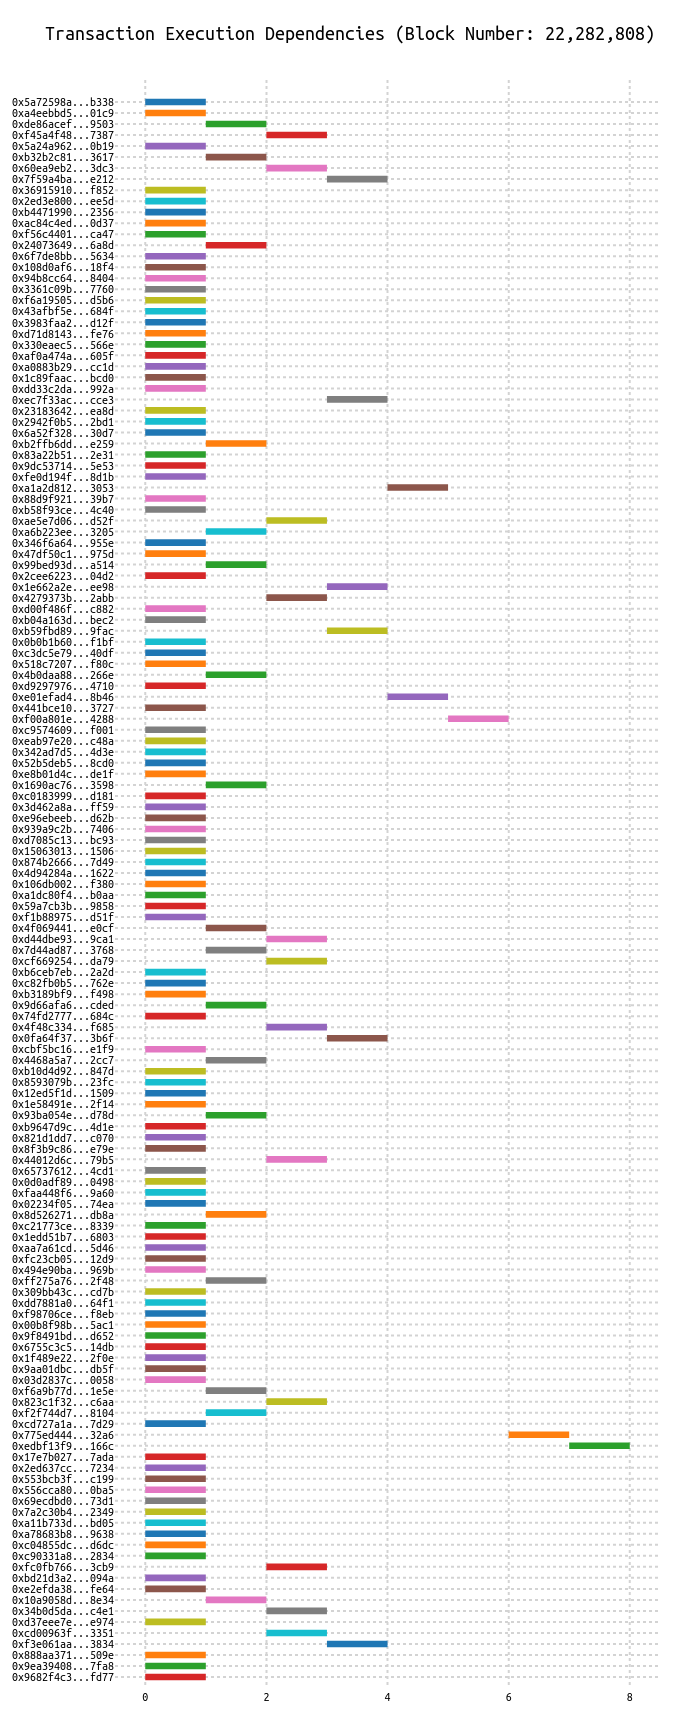 Transaction Execution Dependencies (Block Number: 22,282,808)
0x5a72598a...b338
0xa4eebbd5...01c9
0xde86acef...9503
0xf45a4f48...7387
0x5a24a962...0b19
0xb32b2c81...3617
0x60ea9eb2...3dc3
0x7f59a4ba...e212
0x36915910...f852
0x2ed3e800...ee5d
0xb4471990...2356
0xac84c4ed...0d37
0xf56c4401...ca47
0x24073649...6a8d
0x6f7de8bb...5634
0x108d0af6...18f4
0x94b8cc64...8404
0x3361c09b...7760
0xf6a19505...d5b6
0x43afbf5e...684f
0x3983faa2...d12f
0xd71d8143...fe76
0x330eaec5...566e
0xaf0a474a...605f
0xa0883b29...cc1d
0x1c89faac...bcd0
0xdd33c2da...992a
0xec7f33ac...cce3
0x23183642...ea8d
0x2942f0b5...2bd1
0x6a52f328...30d7
0xb2ffb6dd...e259
0x83a22b51...2e31
0x9dc53714...5e53
0xfe0d194f...8d1b
0xa1a2d812...3053
0x88d9f921...39b7
0xb58f93ce...4c40
0xae5e7d06...d52f
0xa6b223ee...3205
0x346f6a64...955e
0x47df50c1...975d
0x99bed93d...a514
0x2cee6223...04d2
0x1e662a2e...ee98
0x4279373b...2abb
0xd00f486f...c882
0xb04a163d...bec2
0xb59fbd89...9fac
0x0b0b1b60...f1bf
0xc3dc5e79...40df
0x518c7207...f80c
0x4b0daa88...266e
0xd9297976...4710
0xe01efad4...8b46
0x441bce10...3727
0xf00a801e...4288
0xc9574609...f001
0xeab97e20...c48a
0x342ad7d5...4d3e
0x52b5deb5...8cd0
0xe8b01d4c...de1f
0x1690ac76...3598
0xc0183999...d181
0x3d462a8a...ff59
0xe96ebeeb...d62b
0x939a9c2b...7406
0xd7085c13...bc93
0x15063013...1506
0x874b2666...7d49
0x4d94284a...1622
0x106db002...f380
0xa1dc80f4...b0aa
0x59a7cb3b...9858
0xf1b88975...d51f
0x4f069441...e0cf
0xd44dbe93...9ca1
0x7d44ad87...3768
0xcf669254...da79
0xb6ceb7eb...2a2d
0xc82fb0b5...762e
0xb3189bf9...f498
0x9d66afa6...cded
0x74fd2777...684c
0x4f48c334...f685
0x0fa64f37...3b6f
0xcbf5bc16...e1f9
0x4468a5a7...2cc7
0xb10d4d92...847d
0x8593079b...23fc
0x12ed5f1d...1509
0x1e58491e...2f14
0x93ba054e...d78d
0xb9647d9c...4d1e
0x821d1dd7...c070
0x8f3b9c86...e79e
0x44012d6c...79b5
0x65737612...4cd1
0x0d0adf89...0498
0xfaa448f6...9a60
0x02234f05...74ea
0x8d526271...db8a
0xc21773ce...8339
0x1edd51b7...6803
0xaa7a61cd...5d46
0xfc23cb05...12d9
0x494e90ba...969b
0xff275a76...2f48
0x309bb43c...cd7b
0xdd7881a0...64f1
0xf98706ce...f8eb
0x00b8f98b...5ac1
0x9f8491bd...d652
0x6755c3c5...14db
0x1f489e22...2f0e
0x9aa01dbc...db5f
0x03d2837c...0058
0xf6a9b77d...1e5e
0x823c1f32...c6aa
0xf2f744d7...8104
0xcd727a1a...7d29
0x775ed444...32a6
0xedbf13f9...166c
0x17e7b027...7ada
0x2ed637cc...7234
0x553bcb3f...c199
0x556cca80...0ba5
0x69ecdbd0...73d1
0x7a2c30b4...2349
0xa11b733d...bd05
0xa78683b8...9638
0xc04855dc...d6dc
0xc90331a8...2834
0xfc0fb766...3cb9
0xbd21d3a2...094a
0xe2efda38...fe64
0x10a9058d...8e34
0x34b0d5da...c4e1
0xd37eee7e...e974
0xcd00963f...3351
0xf3e061aa...3834
0x888aa371...509e
0x9ea39408...7fa8
0x9682f4c3...fd77
0 2 4 6 8